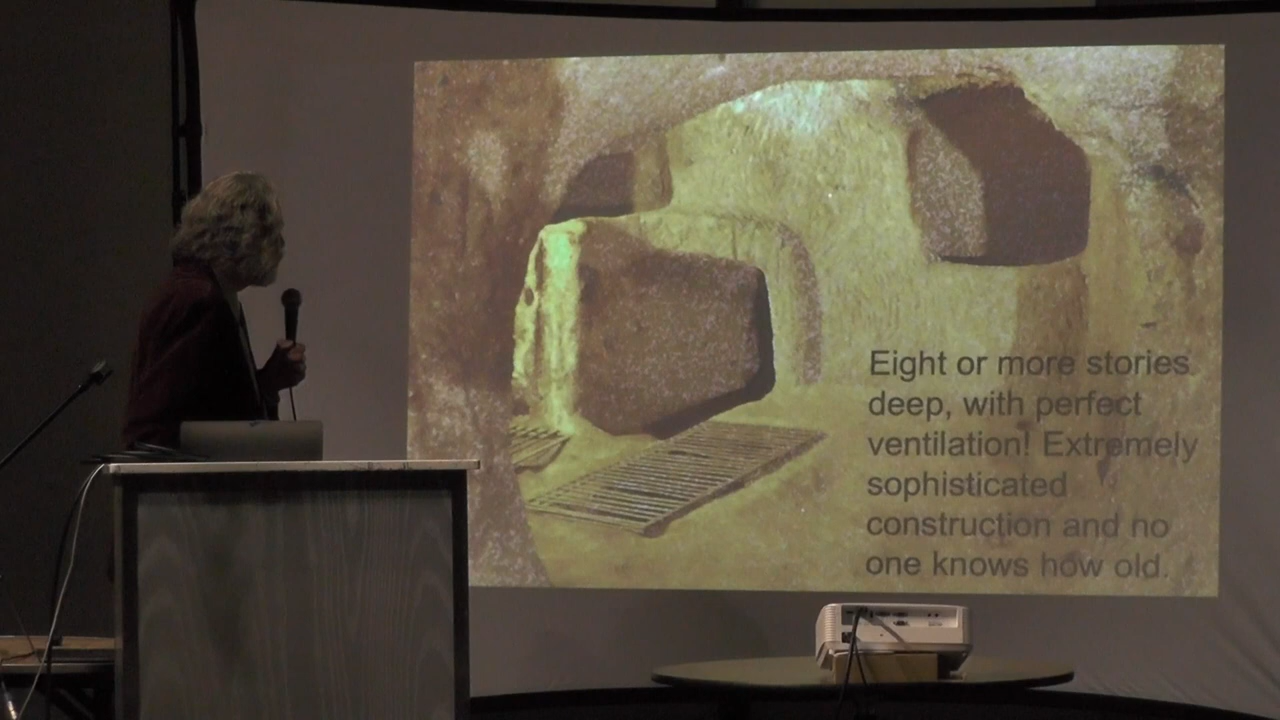 Eight or more stories
deep, with perfect
ventilation! Extremely
sophisticated
construction and no
one knows how old.